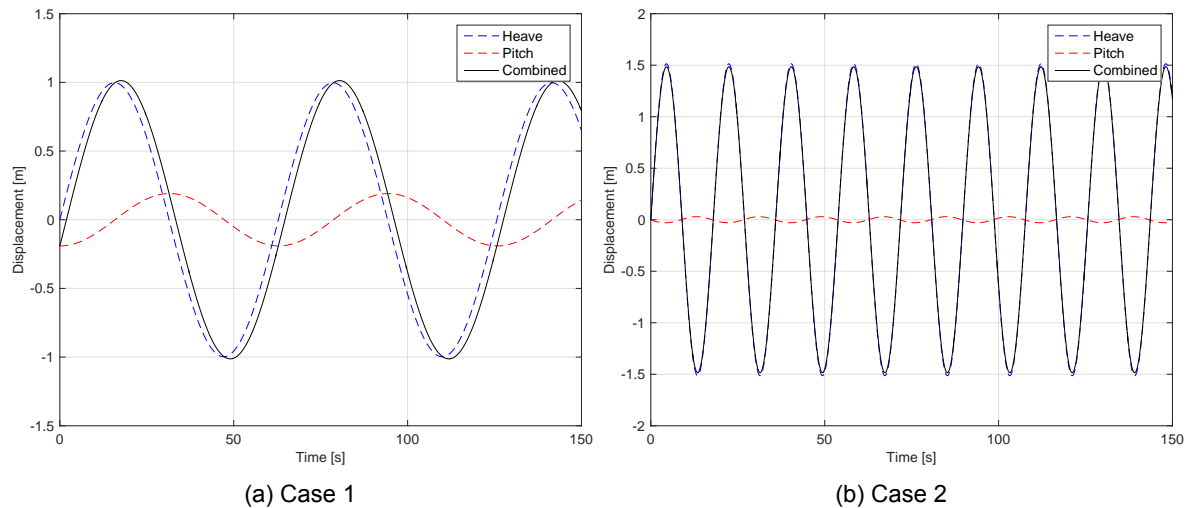 1.5
1
0.5
0
-0.5
-1
-1.5
Displacement [m]
0
50
100
150
Time [s]
Heave
Pitch
Combined
(a) Case 1
2
1.5
1
0.5
0
-0.5
-1
-1.5
-2
Displacement [m]
0
50
100
150
Time [s]
Heave
Pitch
Combined
(b) Case 2